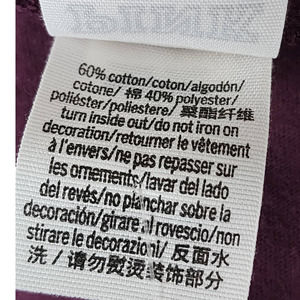 60% cotton/coton/algodón/
cotone/ 棉 40% polyester/
poliéster/poliestere/ 聚酯纤维
turn inside out/do not iron on
decoration/retourner le vêtement
à l'envers/ne pas repasser sur
les ornements/lavar del lado
del revés/no planchar sobre la
decoración/girare al rovescio/non
stirare le decorazioni/ 反面水
洗 / 请勿熨烫装饰部分